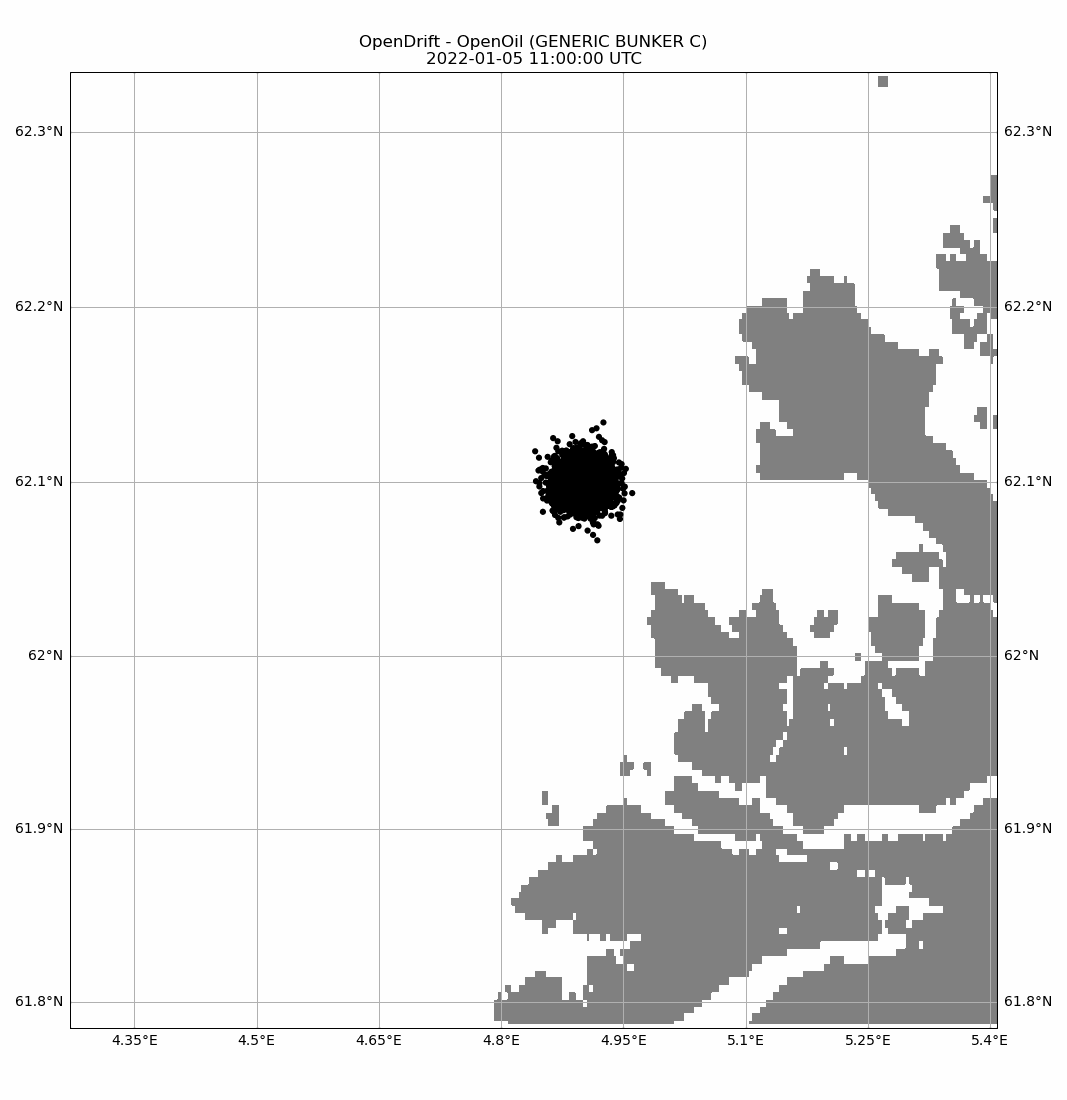 OpenDrift - OpenOil (GENERIC BUNKER C)
2022-01-05 11:00:00 UTC
62.3°N 62.3°N
62.2°N 62.2°N
62.1°N 62.1°N
62°N 62°N
61.9°N 61.9°N
61.8°N 61.8°N
4.35°E 4.5°E 4.65°E 4.8°E 4.95°E 5.1°E 5.25°E 5.4°E